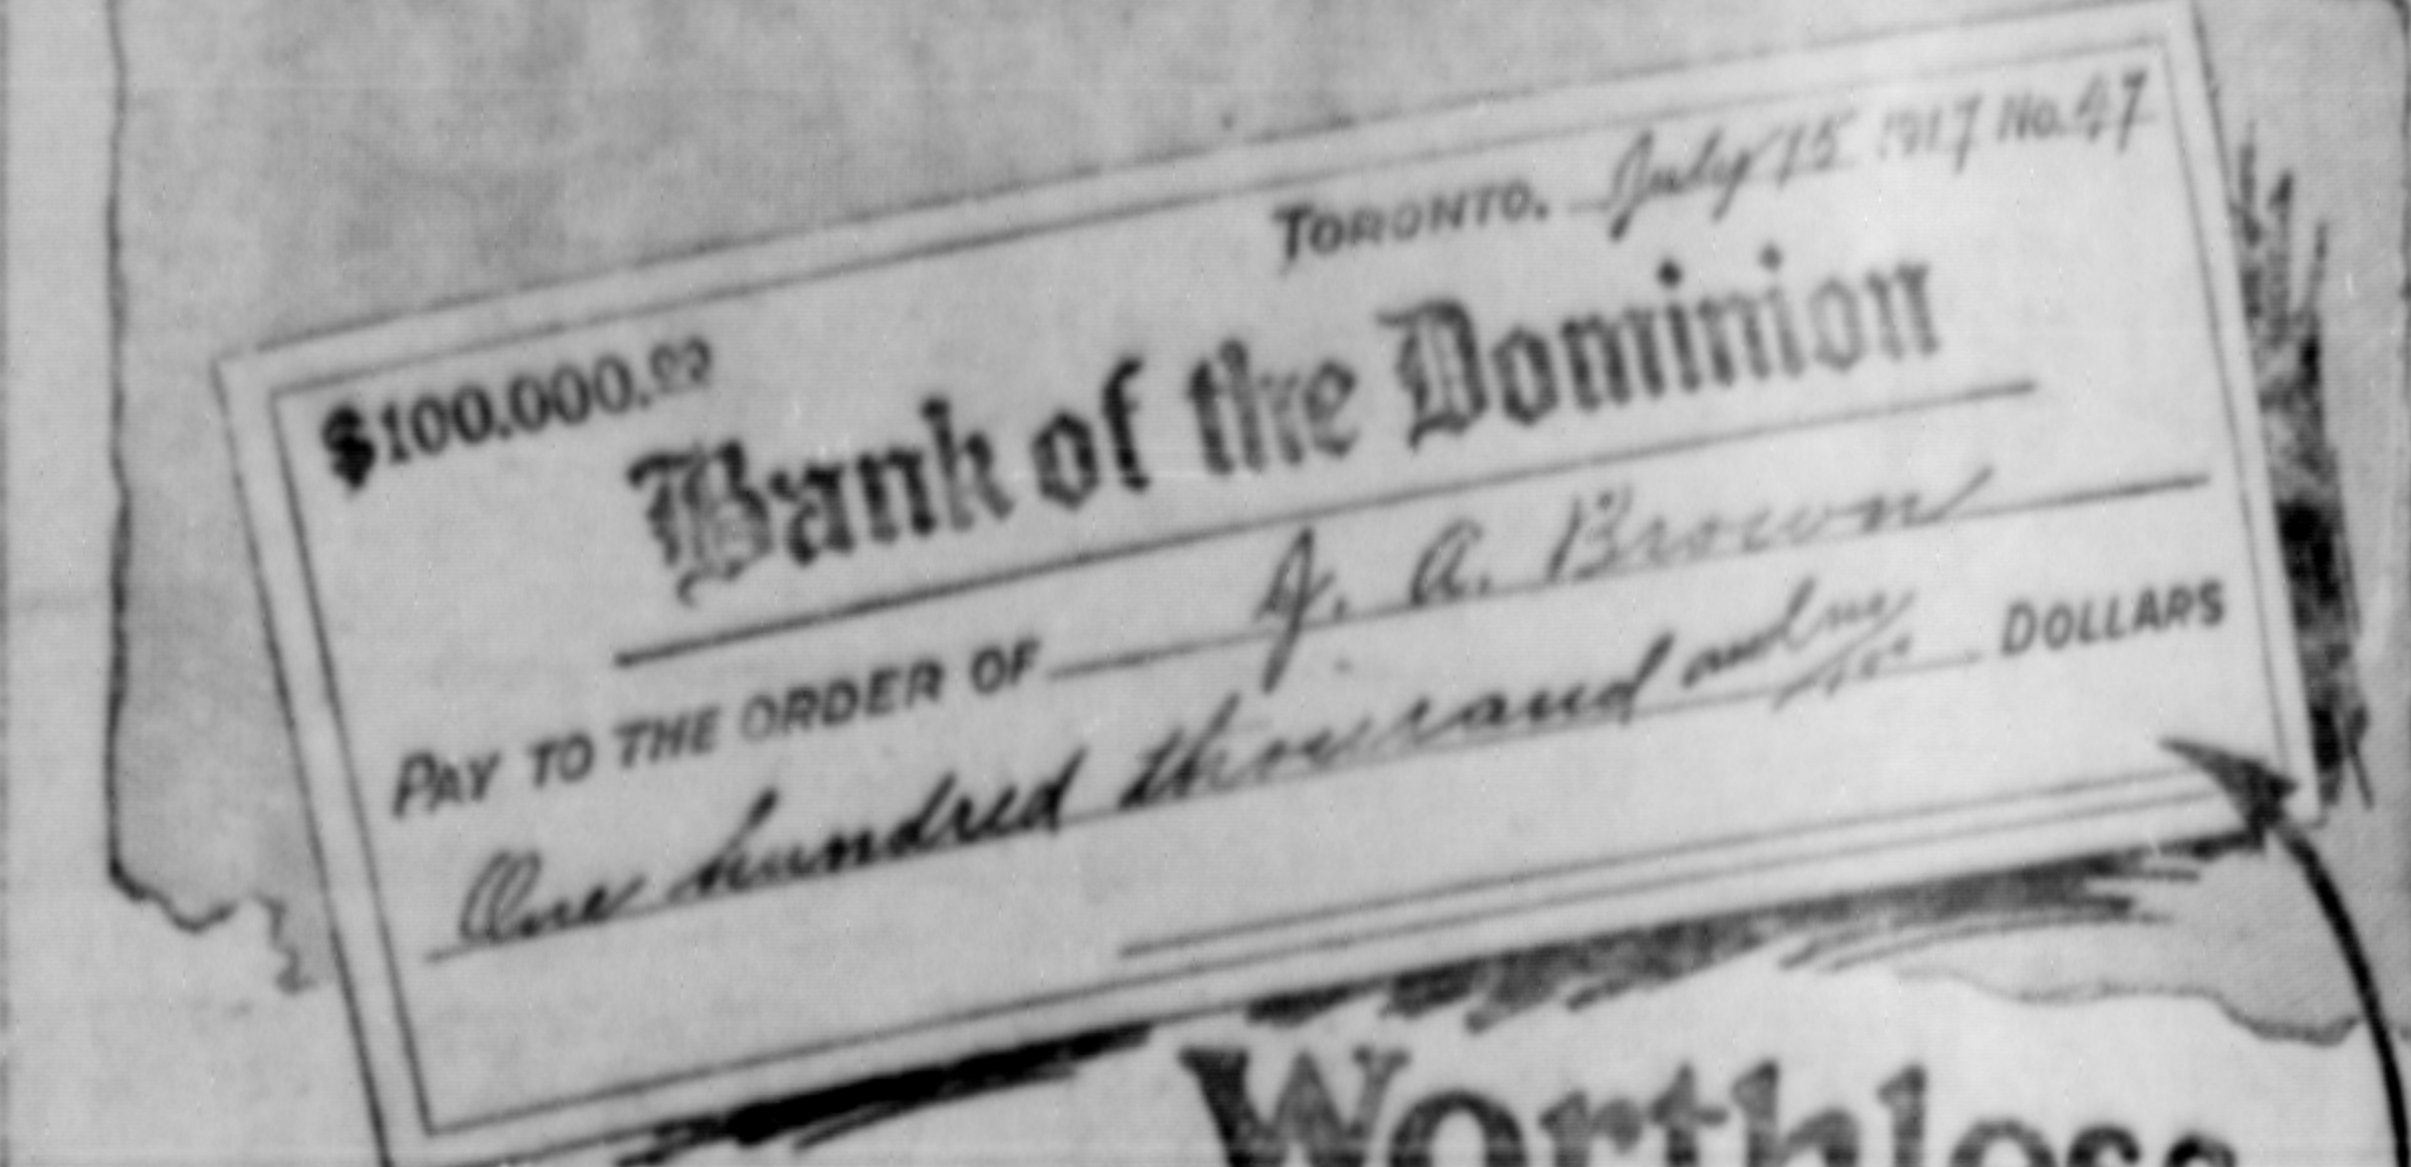 TORONTO. July 15 1917 No. 47
$100.000.00
Bank of the Dominion
PAY TO THE ORDER OF J. A. Brown
One hundred thousand and no/100 DOLLARS
Worthless